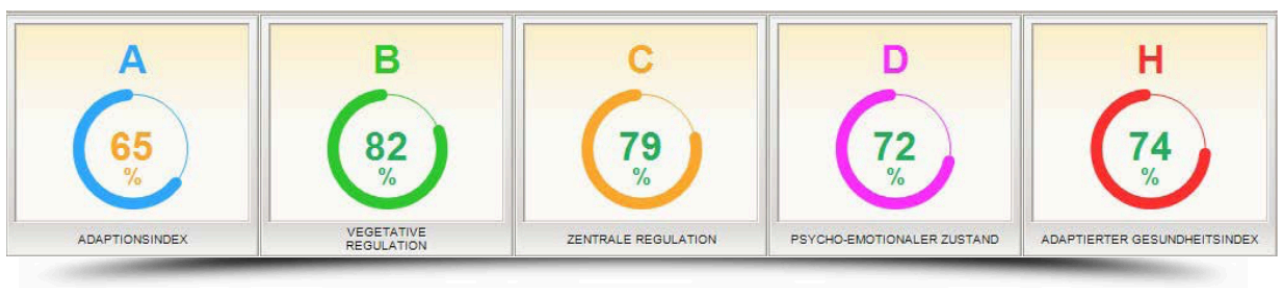 A
65
%
ADAPTIONSINDEX
B
82
%
VEGETATIVE
REGULATION
C
79
%
ZENTRALE REGULATION
D
72
%
PSYCHO-EMOTIONALER ZUSTAND
H
74
%
ADAPTIERTER GESUNDHEITSINDEX